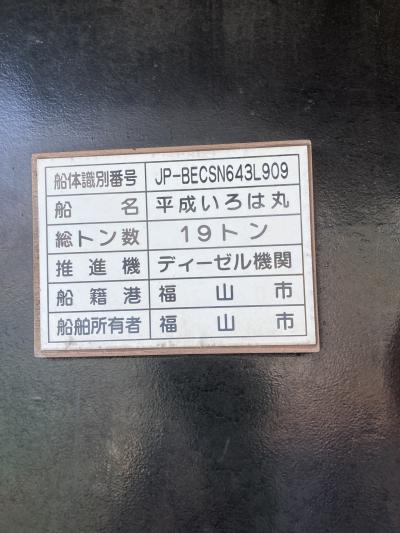 船体識別番号 JP-BECSN643L909
船名 平成いろは丸
総トン数 19トン
推進機 ディーゼル機関
船籍港 福山市
船舶所有者 福山市